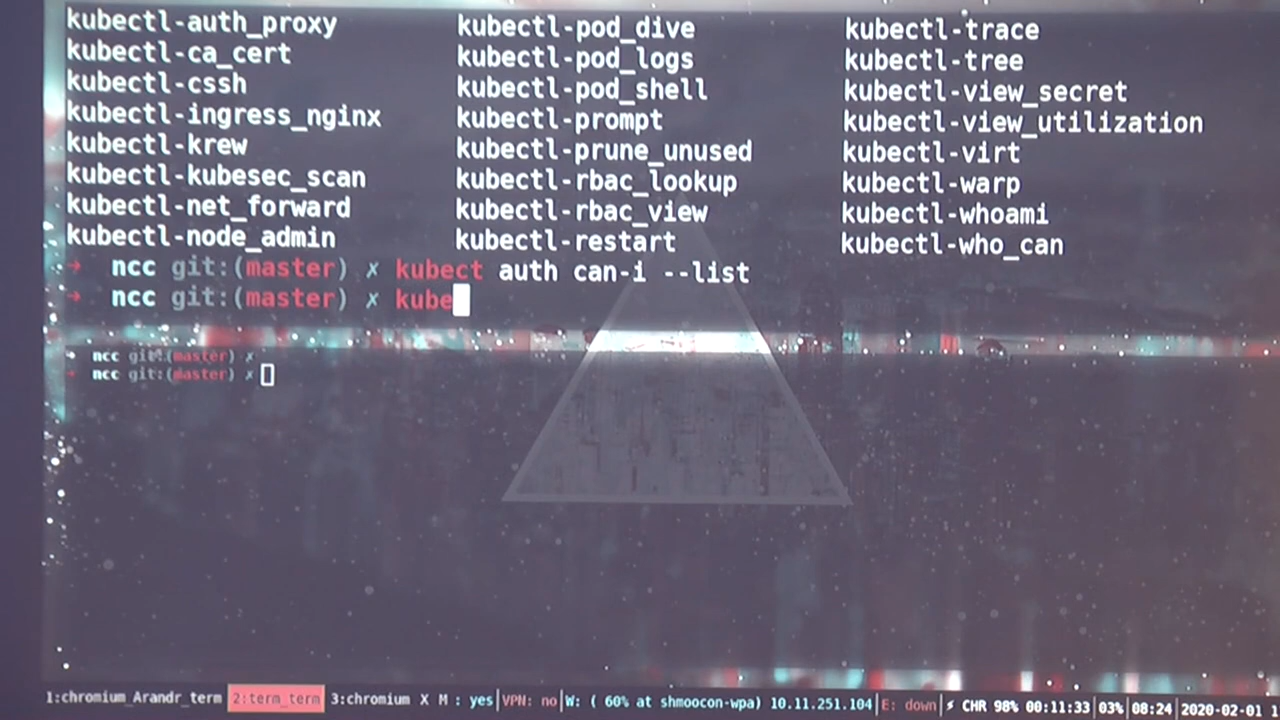 kubectl-auth_proxy kubectl-pod_dive kubectl-trace
kubectl-ca_cert kubectl-pod_logs kubectl-tree
kubectl-cssh kubectl-pod_shell kubectl-view_secret
kubectl-ingress_nginx kubectl-prompt kubectl-view_utilization
kubectl-krew kubectl-prune_unused kubectl-virt
kubectl-kubesec_scan kubectl-rbac_lookup kubectl-warp
kubectl-net_forward kubectl-rbac_view kubectl-whoami
kubectl-node_admin kubectl-restart kubectl-who_can
→ ncc git:(master) ✗ kubect auth can-i --list
→ ncc git:(master) ✗ kube
→ ncc git:(master) ✗
→ ncc git:(master) ✗
1:chromium_Arandr_term 2:term_term 3:chromium X M : yes|VPN: no|W: ( 60% at shmoocon-wpa) 10.11.251.104|E: down|⚡ CHR 98% 00:11:33|03%|08:24|2020-02-01 1